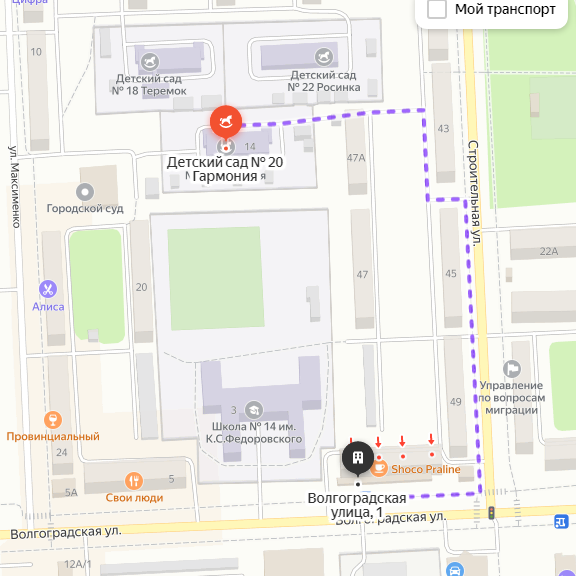 Цифра
Мой транспорт
10
Детский сад
№ 18 Теремок
Детский сад
№ 22 Росинка
43
14
47А
Детский сад № 20
Гармония
ул. Максименко
Строительная ул.
Городской суд
22А
20
47
45
Алиса
Управление
по вопросам
миграции
3
49
Школа № 14 им.
К.С.Федоровского
Провинциальный
24
Shoco Praline
5
5А
Свои люди
Волгоградская
улица, 1
Волгоградская ул.
Волгоградская ул.
12А/1